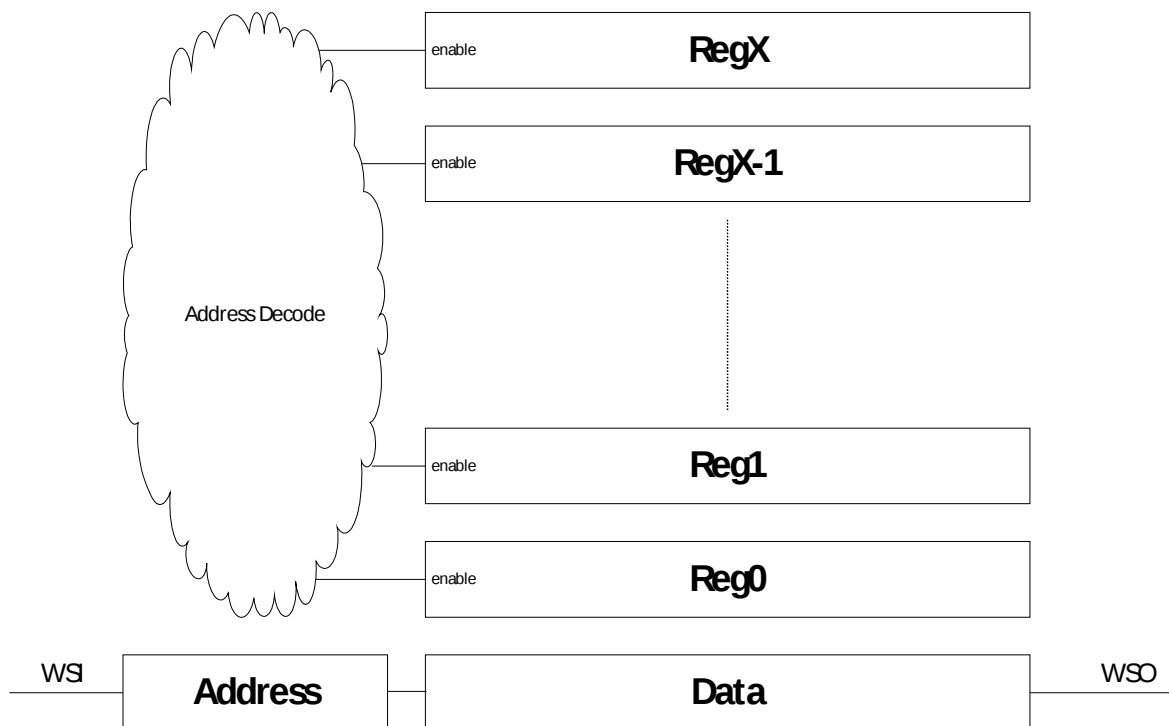 enable
RegX
enable
RegX-1
Address Decode
enable
Reg1
enable
Reg0
WSI
Address
Data
WSO